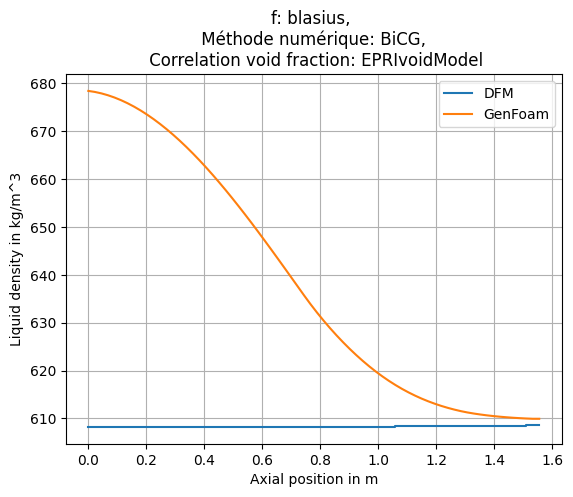 f: blasius,
Méthode numérique: BiCG,
Correlation void fraction: EPRIvoidModel
DFM
GenFoam
Liquid density in kg/m^3
680
670
660
650
640
630
620
610
0.0 0.2 0.4 0.6 0.8 1.0 1.2 1.4 1.6
Axial position in m